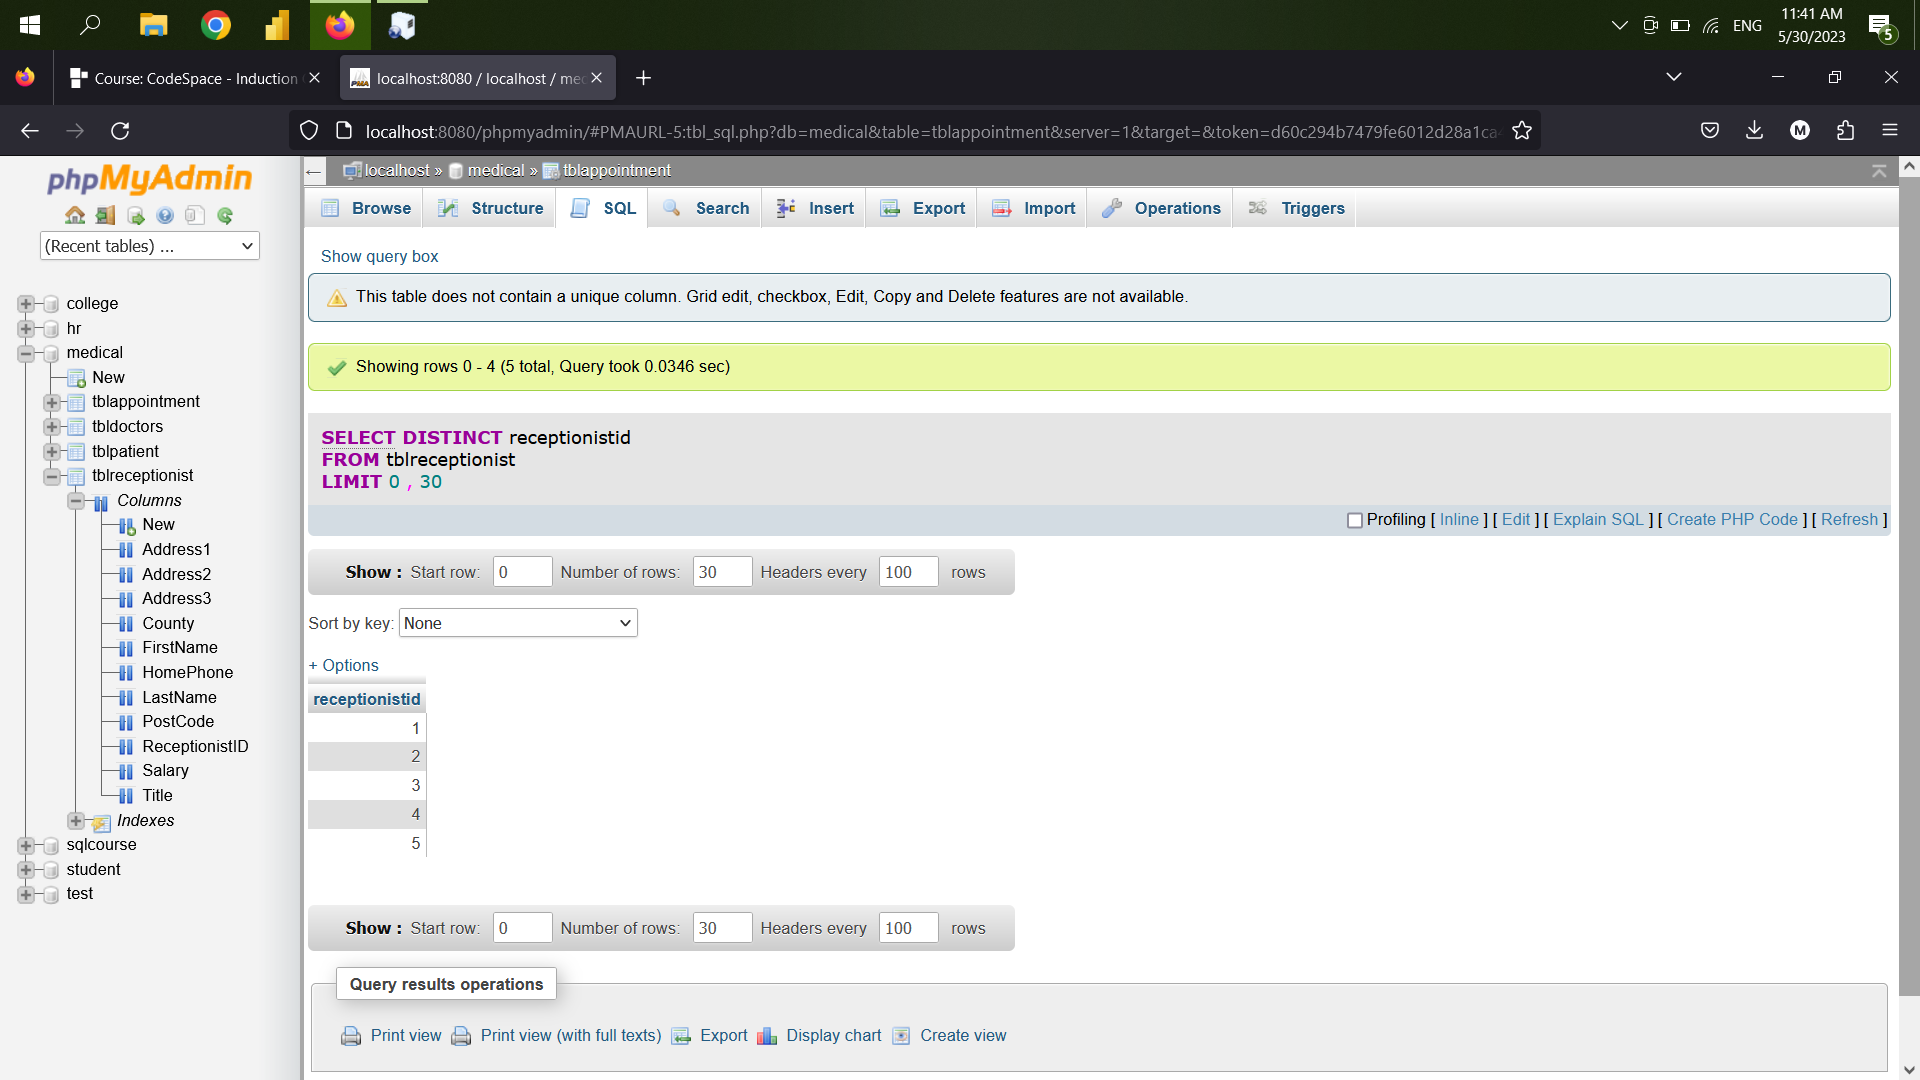 ENG
11:41 AM
5/30/2023
5
Course: CodeSpace - Induction
localhost:8080 / localhost / med
localhost:8080/phpmyadmin/#PMAURL-5:tbl_sql.php?db=medical&table=tblappointment&server=1&target=&token=d60c294b7479fe6012d28a1ca
M
phpMyAdmin
(Recent tables) ...
college
hr
medical
New
tblappointment
tbldoctors
tblpatient
tblreceptionist
Columns
New
Address1
Address2
Address3
County
FirstName
HomePhone
LastName
PostCode
ReceptionistID
Salary
Title
Indexes
sqlcourse
student
test
localhost » medical » tblappointment
Browse Structure SQL Search Insert Export Import Operations Triggers
Show query box
This table does not contain a unique column. Grid edit, checkbox, Edit, Copy and Delete features are not available.
Showing rows 0 - 4 (5 total, Query took 0.0346 sec)
SELECT DISTINCT receptionistid
FROM tblreceptionist
LIMIT 0 , 30
Profiling [ Inline ] [ Edit ] [ Explain SQL ] [ Create PHP Code ] [ Refresh ]
Show : Start row: 0 Number of rows: 30 Headers every 100 rows
Sort by key: None
+ Options
receptionistid
1
2
3
4
5
Show : Start row: 0 Number of rows: 30 Headers every 100 rows
Query results operations
Print view Print view (with full texts) Export Display chart Create view